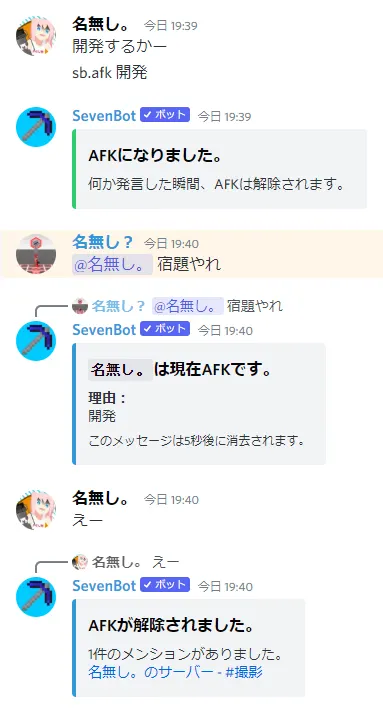 名無し。 今日 19:39
開発するかー
sb.afk 開発
SevenBot ✓ボット 今日 19:39
AFKになりました。
何か発言した瞬間、AFKは解除されます。
名無し? 今日 19:40
@名無し。 宿題やれ
名無し? @名無し。 宿題やれ
SevenBot ✓ボット 今日 19:40
名無し。は現在AFKです。
理由:
開発
このメッセージは5秒後に消去されます。
名無し。 今日 19:40
えー
名無し。 えー
SevenBot ✓ボット 今日 19:40
AFKが解除されました。
1件のメンションがありました。
名無し。のサーバー - #撮影